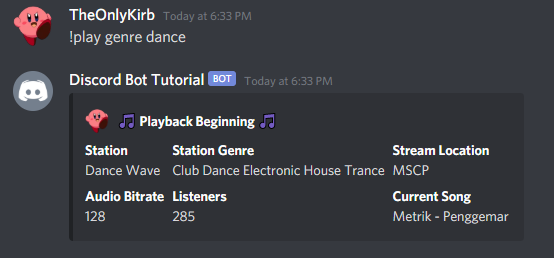 TheOnlyKirb Today at 6:33 PM
!play genre dance
Discord Bot Tutorial BOT Today at 6:33 PM
🎵 Playback Beginning 🎵
Station Station Genre Stream Location
Dance Wave Club Dance Electronic House Trance MSCP
Audio Bitrate Listeners Current Song
128 285 Metrik - Penggemar